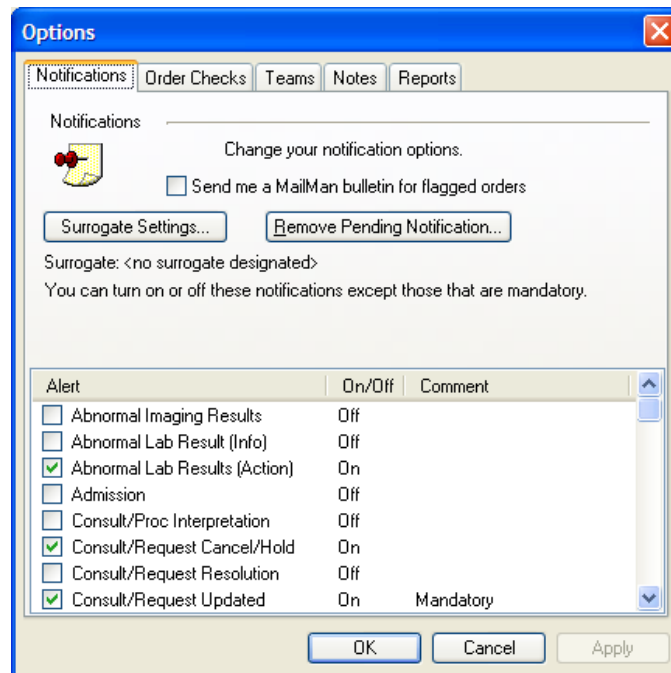 Options
Notifications Order Checks Teams Notes Reports
Notifications
Change your notification options.
Send me a MailMan bulletin for flagged orders
Surrogate Settings... Remove Pending Notification...
Surrogate: <no surrogate designated>
You can turn on or off these notifications except those that are mandatory.
Alert On/Off Comment
Abnormal Imaging Results Off
Abnormal Lab Result (Info) Off
Abnormal Lab Results (Action) On
Admission Off
Consult/Proc Interpretation Off
Consult/Request Cancel/Hold On
Consult/Request Resolution Off
Consult/Request Updated On Mandatory
OK Cancel Apply